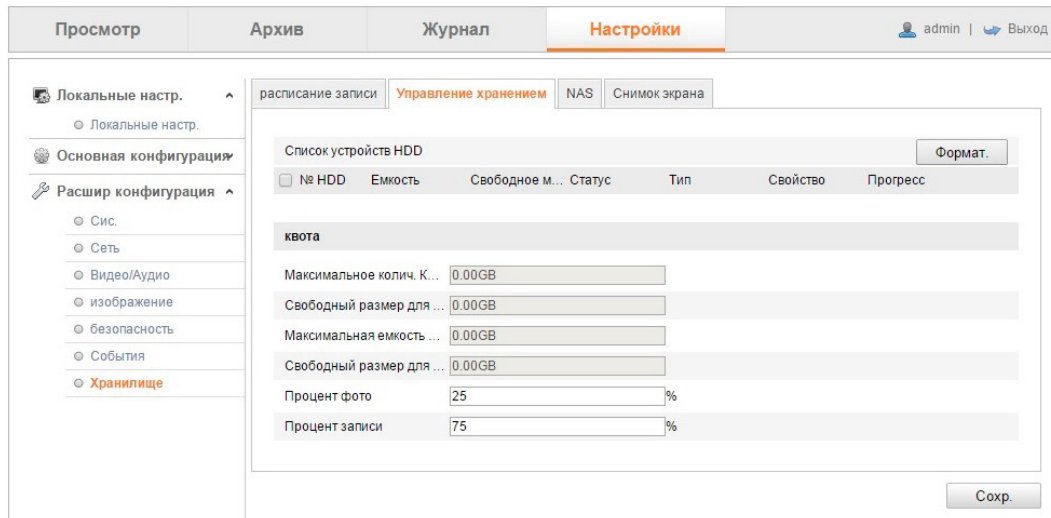 Просмотр Архив Журнал Настройки admin | Выход
Локальные настр.
Локальные настр.
Основная конфигурация
Расшир конфигурация
Сис.
Сеть
Видео/Аудио
изображение
безопасность
События
Хранилище
расписание записи Управление хранением NAS Снимок экрана
Список устройств HDD Формат.
№ HDD Емкость Свободное м... Статус Тип Свойство Прогресс
квота
Максимальное колич. К... 0.00GB
Свободный размер для ... 0.00GB
Максимальная емкость ... 0.00GB
Свободный размер для ... 0.00GB
Процент фото 25 %
Процент записи 75 %
Сохр.